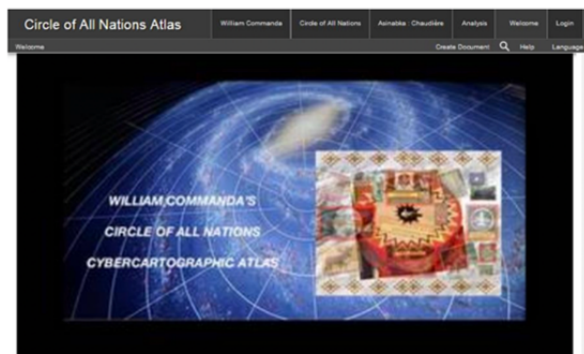 Circle of All Nations Atlas
William Commanda
Circle of All Nations
Asinabka : Chaudière
Analysis
Welcome
Login
Welcome
Create Document
Help
Language
WILLIAM COMMANDA'S
CIRCLE OF ALL NATIONS
CYBERCARTOGRAPHIC ATLAS